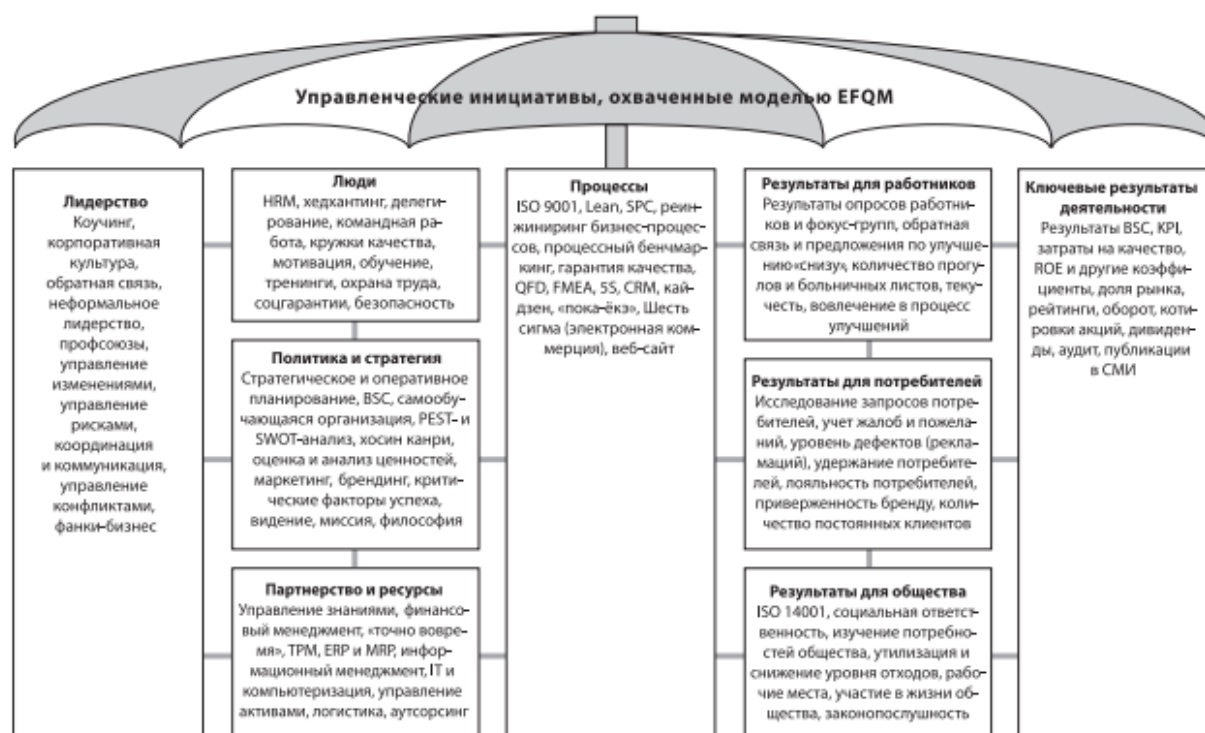 Управленческие инициативы, охваченные моделью EFQM
Лидерство
Коучинг,
корпоративная
культура,
обратная связь,
неформальное
лидерство,
профсоюзы,
управление
изменениями,
управление
рисками,
координация
и коммуникация,
управление
конфликтами,
фанки-бизнес
Люди
HRM, хедхантинг, делеги-
рование, командная ра-
бота, кружки качества,
мотивация, обучение,
тренинги, охрана труда,
соцгарантии, безопасность
Политика и стратегия
Стратегическое и оперативное
планирование, BSC, самообу-
чающаяся организация, PEST- и
SWOT-анализ, хосин канри,
оценка и анализ ценностей,
маркетинг, брендинг, крити-
ческие факторы успеха,
видение, миссия, философия
Партнерство и ресурсы
Управление знаниями, финансо-
вый менеджмент, «точно вовре-
мя», TPM, ERP и MRP, инфор-
мационный менеджмент, IT и
компьютеризация, управление
активами, логистика, аутсорсинг
Процессы
ISO 9001, Lean, SPC, реин-
жиниринг бизнес-процес-
сов, процессный бенчмар-
кинг, гарантия качества,
QFD, FMEA, 5S, CRM, кай-
дзен, «пока-ёкэ», Шесть
сигма (электронная ком-
мерция), веб-сайт
Результаты для работников
Результаты опросов работни-
ков и фокус-групп, обратная
связь и предложения по улучше-
нию«снизу», количество прогу-
лов и больничных листов, теку-
честь, вовлечение в процесс
улучшений
Результаты для потребителей
Исследование запросов потре-
бителей, учет жалоб и пожела-
ний, уровень дефектов (рекла-
маций), удержание потребите-
лей, лояльность потребителей,
приверженность бренду, коли-
чество постоянных клиентов
Результаты для общества
ISO 14001, социальная ответст-
венность, изучение потребно-
стей общества, утилизация и
снижение уровня отходов, рабо-
чие места, участие в жизни об-
щества, законопослушность
Ключевые результаты
деятельности
Результаты BSC, KPI,
затраты на качество,
ROE и другие коэффи-
циенты, доля рынка,
рейтинги, оборот, коти-
ровки акций, дивиден-
ды, аудит, публикации
в СМИ